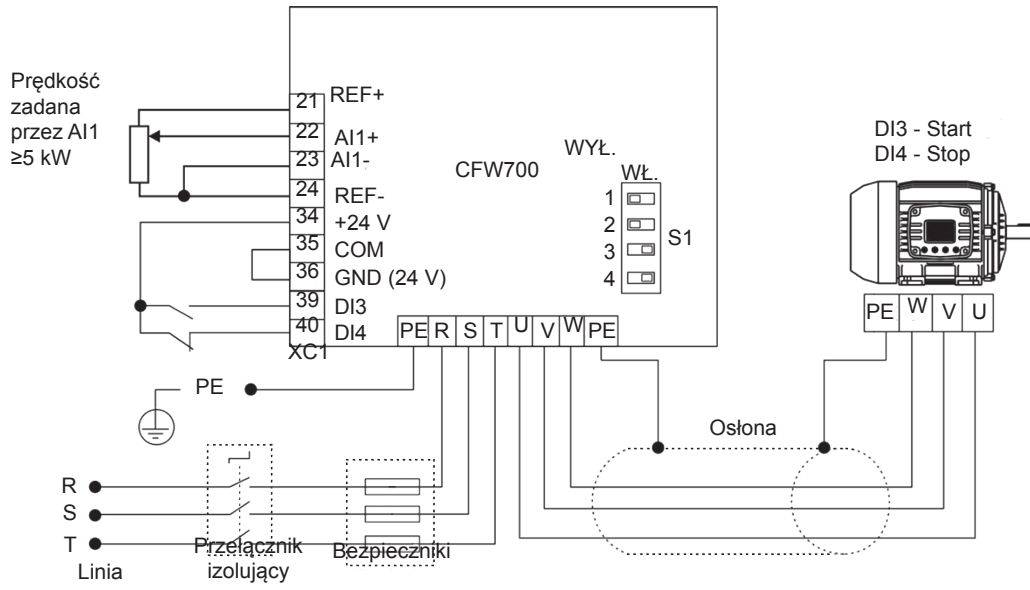 Prędkość
zadana
przez AI1
≥5 kW
21 REF+
22 AI1+
23 AI1-
24 REF-
34 +24 V
35 COM
36 GND (24 V)
39 DI3
40 DI4
XC1
CFW700
WYŁ.
WŁ.
1
2
3
4
S1
DI3 - Start
DI4 - Stop
PE R S T U V W PE
PE W V U
PE
Osłona
R
S
T
Linia
Przełącznik
izolujący
Bezpieczniki